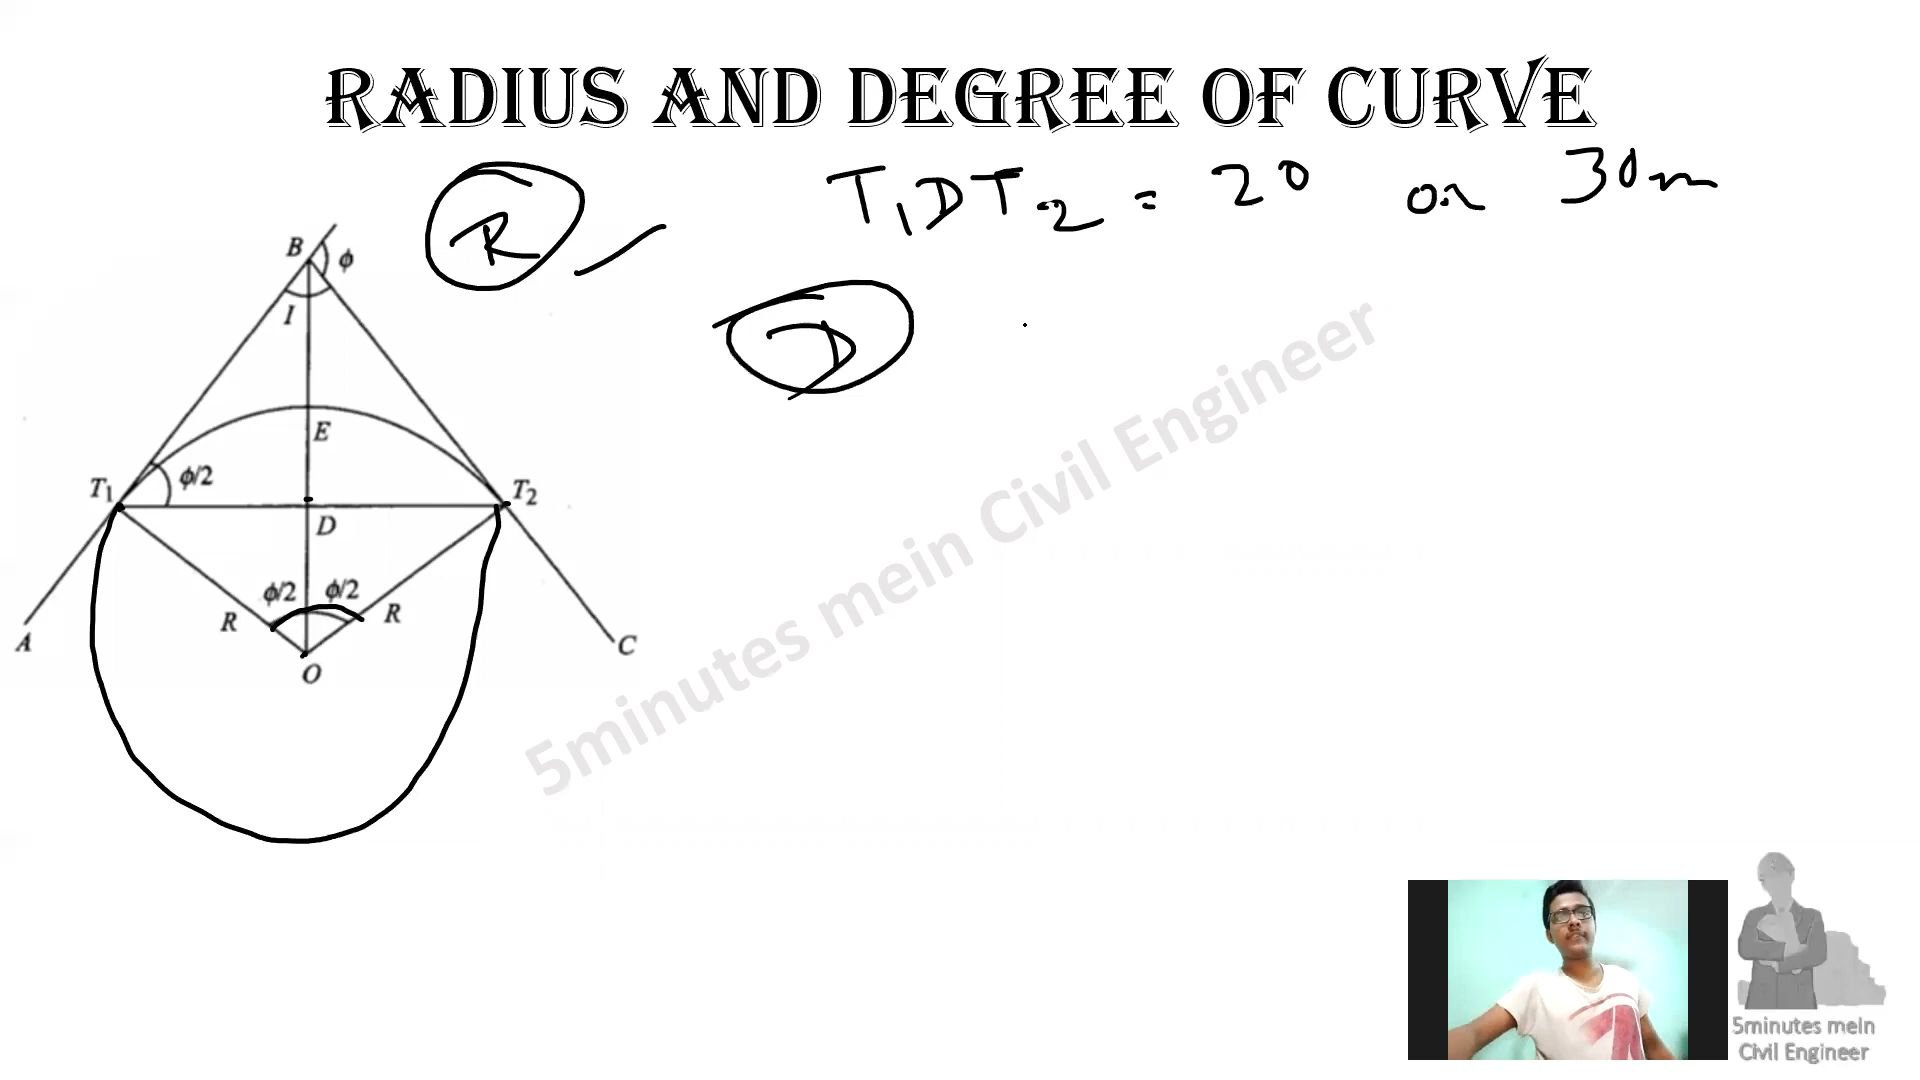 RADIUS AND DEGREE OF CURVE
T₁DT₂ = 20 or 30m
R
D
B
ϕ
I
E
T₁
ϕ/2
T₂
D
ϕ/2
ϕ/2
R
R
A
C
O
5minutes mein Civil Engineer
5minutes mein
Civil Engineer